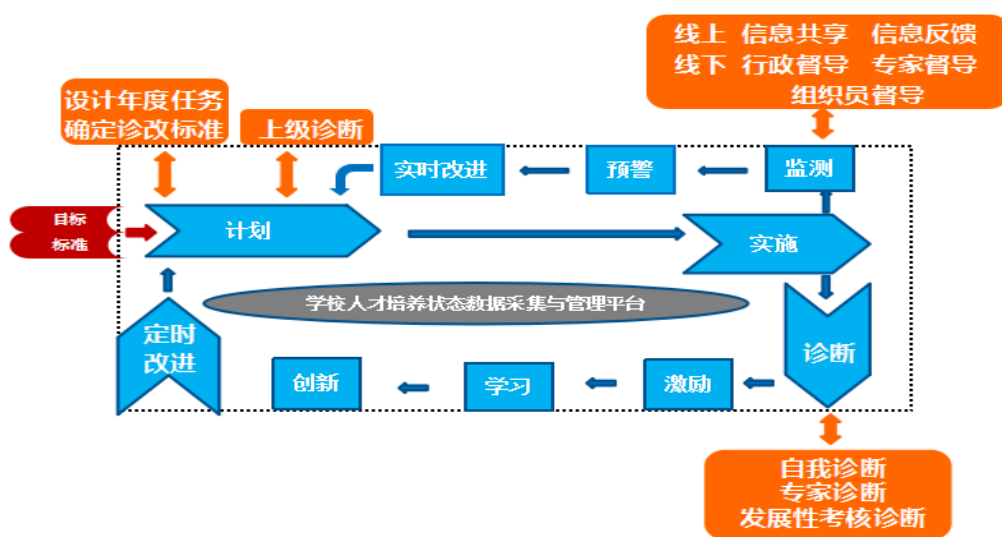 线上 信息共享 信息反馈
线下 行政督导 专家督导
组织员督导
设计年度任务
确定诊改标准
上级诊断
实时改进
预警
监测
目标
标准
计划
实施
学校人才培养状态数据采集与管理平台
定时
改进
创新
学习
激励
诊断
自我诊断
专家诊断
发展性考核诊断